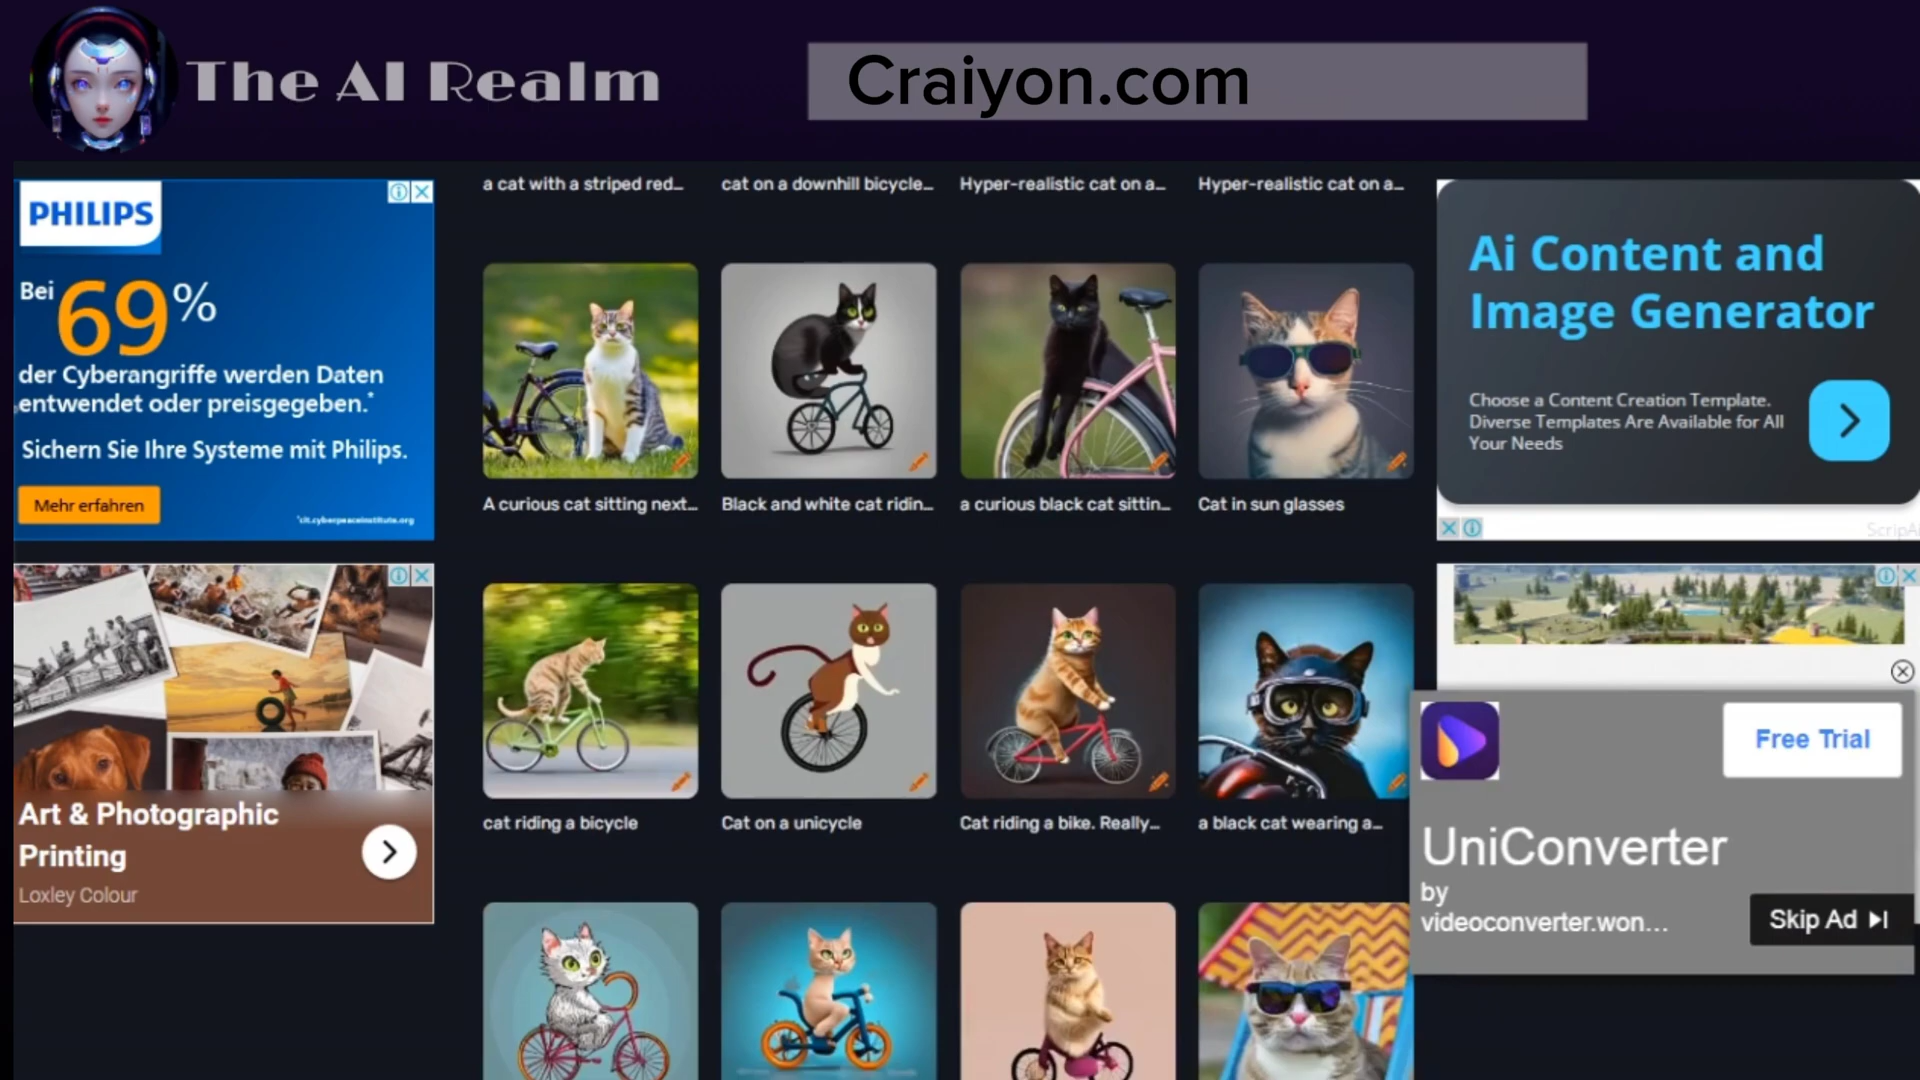 The AI Realm
Craiyon.com
a cat with a striped red...
cat on a downhill bicycle...
Hyper-realistic cat on a...
Hyper-realistic cat on a...
PHILIPS
Bei 69%
der Cyberangriffe werden Daten
entwendet oder preisgegeben.*
Sichern Sie Ihre Systeme mit Philips.
Mehr erfahren
*cit.cyberpeaceinstitute.org
Ai Content and
Image Generator
Choose a Content Creation Template.
Diverse Templates Are Available for All
Your Needs
ScripAI
A curious cat sitting next...
Black and white cat ridin...
a curious black cat sittin...
Cat in sun glasses
cat riding a bicycle
Cat on a unicycle
Cat riding a bike. Really...
a black cat wearing a...
Art & Photographic
Printing
Loxley Colour
Free Trial
UniConverter
by
videoconverter.won...
Skip Ad